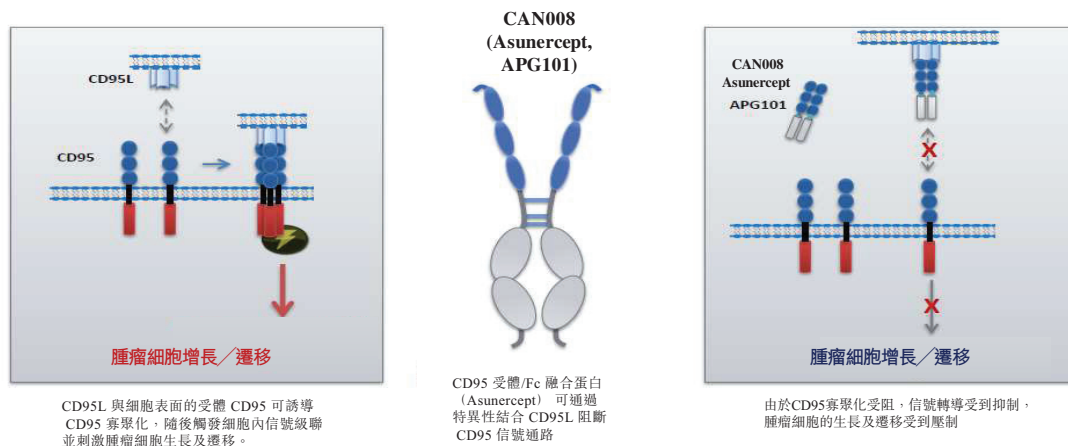 CAN008
(Asunercept,
APG101)
CD95L
CD95
腫瘤細胞增長／遷移
CD95L 與細胞表面的受體 CD95 可誘導
CD95 寡聚化，隨後觸發細胞內信號級聯
並刺激腫瘤細胞生長及遷移。
CD95 受體/Fc 融合蛋白
（Asunercept） 可通過
特異性結合 CD95L 阻斷
CD95 信號通路
CAN008
Asunercept
APG101
X
X
腫瘤細胞增長／遷移
由於CD95寡聚化受阻，信號轉導受到抑制，
腫瘤細胞的生長及遷移受到壓制